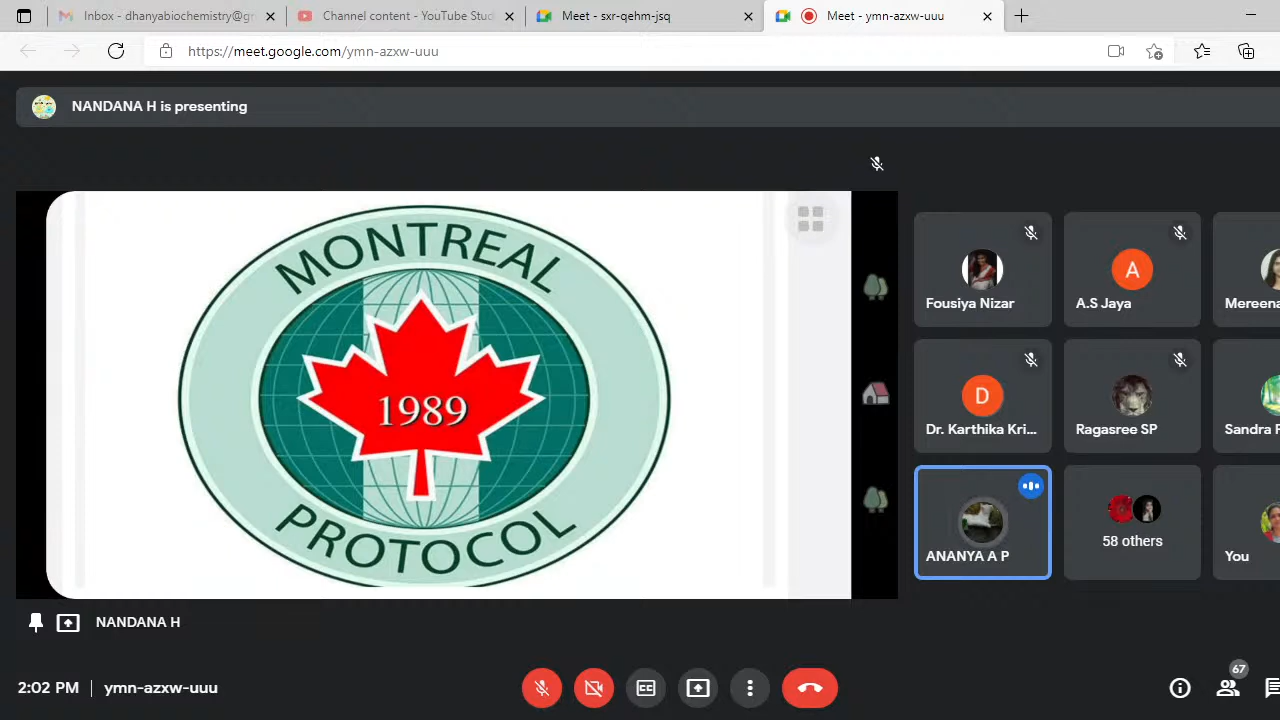 Inbox - dhanyabiochemistry@gr
Channel content - YouTube Stud
Meet - sxr-qehm-jsq
Meet - ymn-azxw-uuu
https://meet.google.com/ymn-azxw-uuu
NANDANA H is presenting
MONTREAL
1989
PROTOCOL
Fousiya Nizar
A
A.S Jaya
Mereena
D
Dr. Karthika Kri...
Ragasree SP
Sandra
ANANYA A P
58 others
You
NANDANA H
67
2:02 PM
ymn-azxw-uuu
CC